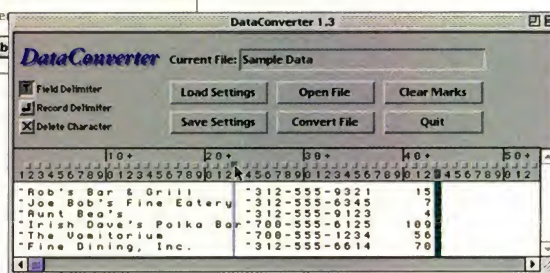 DataConverter 1.3
DataConverter Current File: Sample Data
Field Delimiter
Record Delimiter
Delete Character
Load Settings Open File Clear Marks
Save Settings Convert File Quit
10+ 20+ 30+ 40+ 50+
"Rob's Bar & Grill "312-555-9321 15
"Joe Bob's Fine Eatery "312-555-6345 7
"Aunt Bea's "312-555-9123 4
"Irish Dave's Polka Bar "708-555-6125 109
"The Vomitorium "708-555-1234 56
"Fine Dining, Inc. "312-555-6614 70